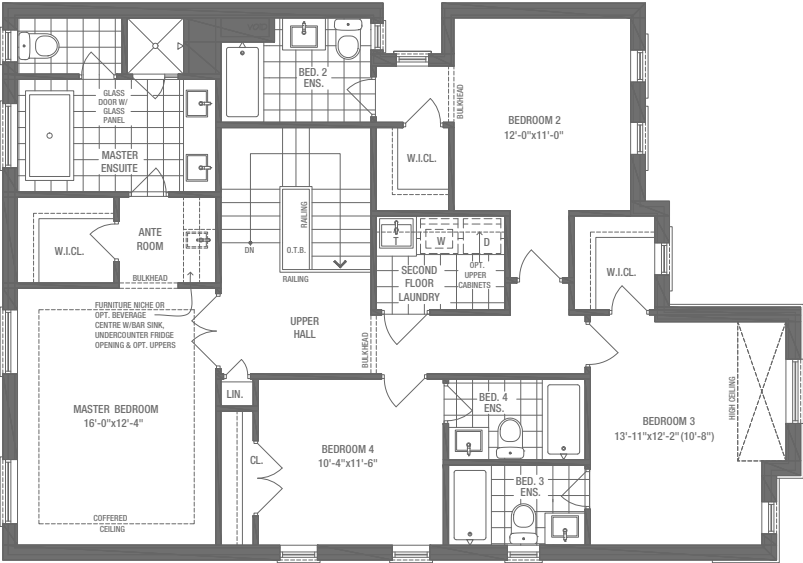 VOID
BED. 2
ENS.
GLASS
DOOR W/
GLASS
PANEL
MASTER
ENSUITE
BULKHEAD
BEDROOM 2
12'-0"x11'-0"
W.I.CL.
RAILING
DN
O.T.B.
RAILING
T
W
D
SECOND
FLOOR
LAUNDRY
OPT.
UPPER
CABINETS
W.I.CL.
W.I.CL.
ANTE
ROOM
BULKHEAD
FURNITURE NICHE OR
OPT. BEVERAGE
CENTRE W/BAR SINK,
UNDERCOUNTER FRIDGE
OPENING & OPT. UPPERS
UPPER
HALL
BULKHEAD
LIN.
MASTER BEDROOM
16'-0"x12'-4"
COFFERED
CEILING
CL.
BEDROOM 4
10'-4"x11'-6"
BED. 4
ENS.
BED. 3
ENS.
HIGH CEILING
BEDROOM 3
13'-11"x12'-2"(10'-8")